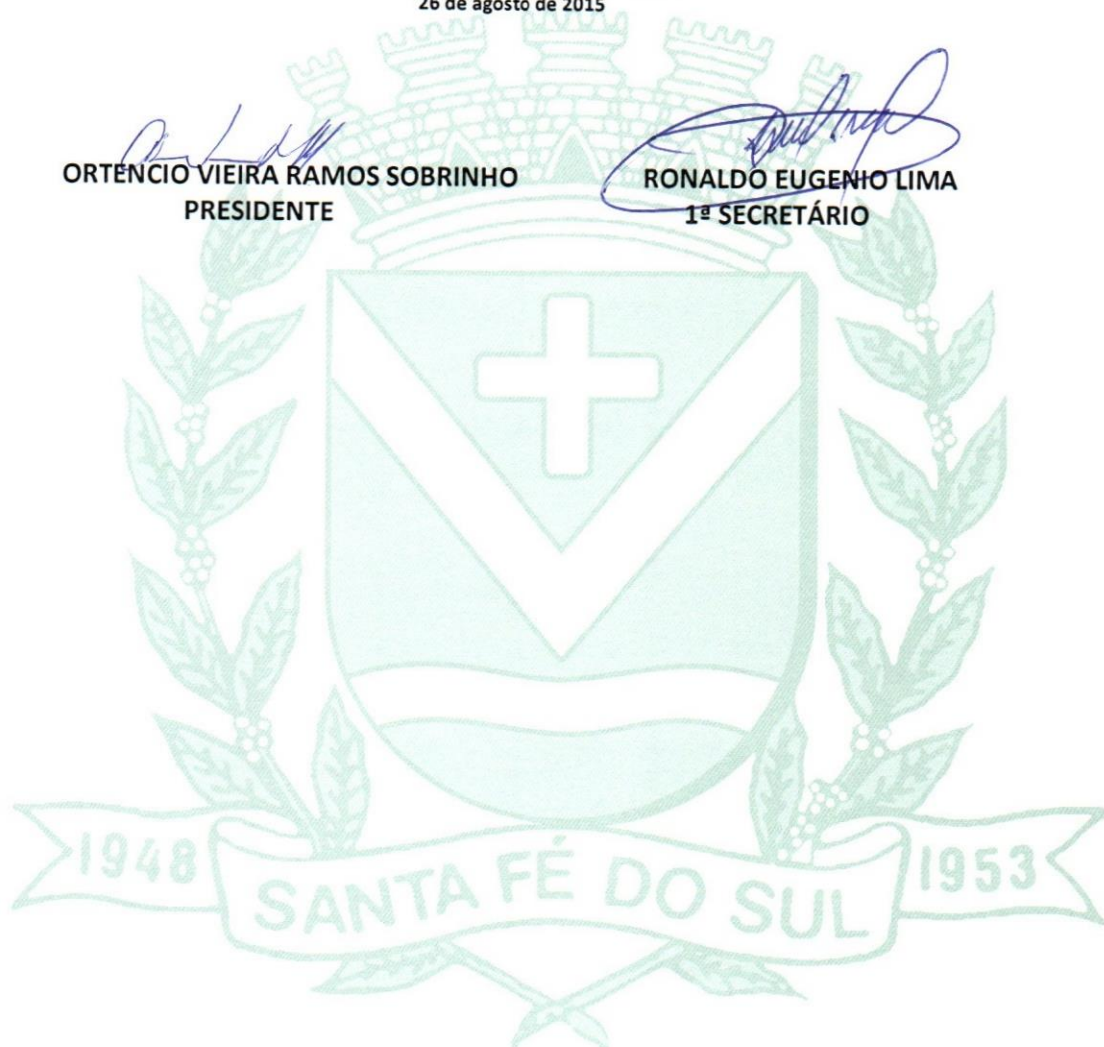 26 de agosto de 2015
ORTENCIO VIEIRA RAMOS SOBRINHO
PRESIDENTE
RONALDO EUGENIO LIMA
1ª SECRETÁRIO
1948
SANTA FÉ DO SUL
1953